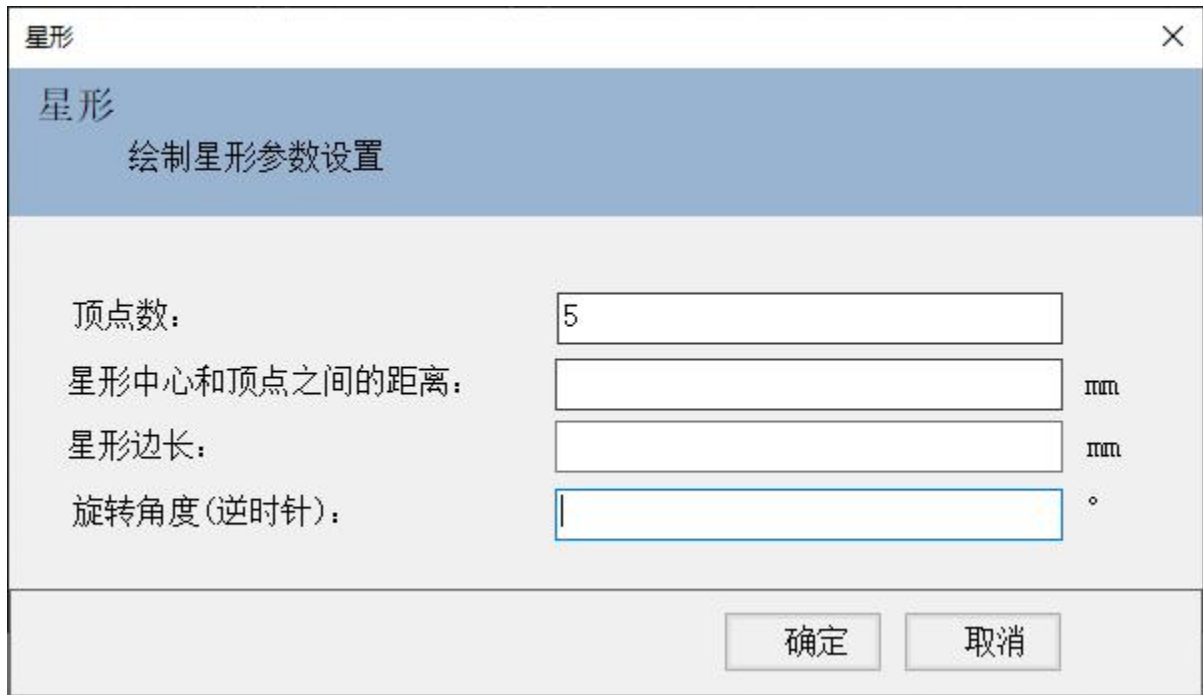 星形
星形
绘制星形参数设置
顶点数: 5
星形中心和顶点之间的距离: mm
星形边长: mm
旋转角度(逆时针): °
确定 取消